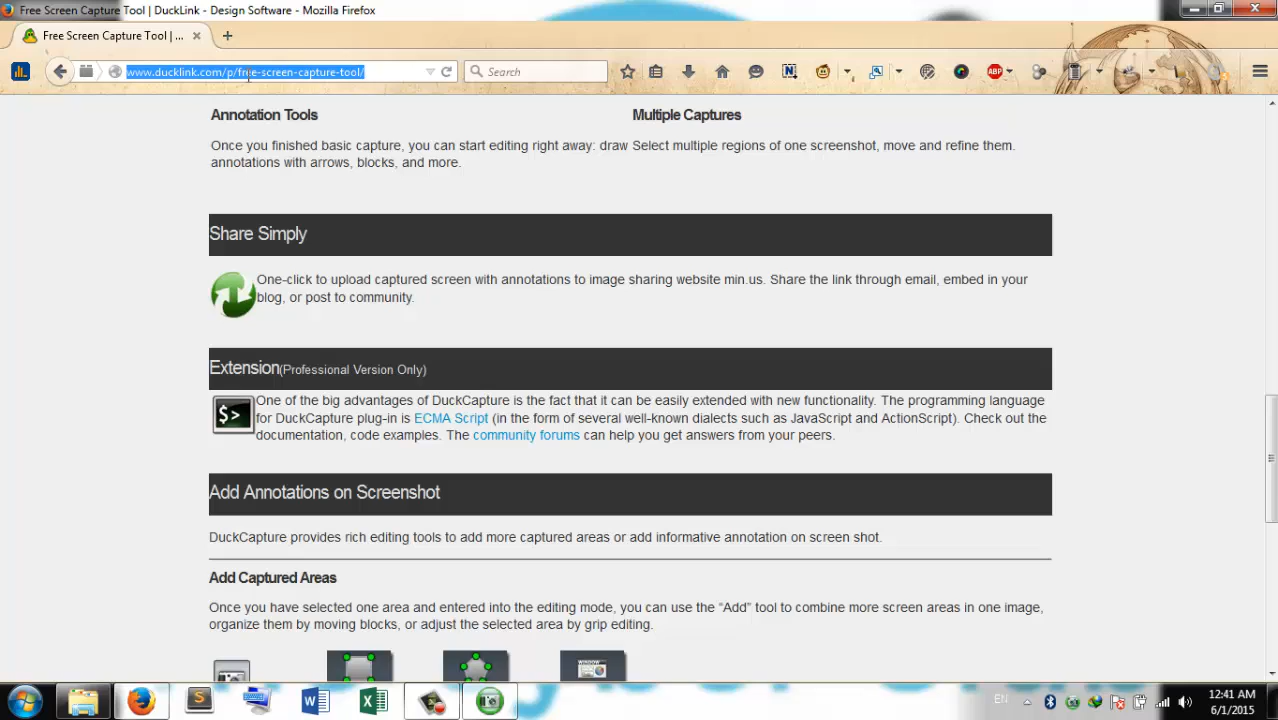 Free Screen Capture Tool | DuckLink - Design Software - Mozilla Firefox
Free Screen Capture Tool | ...
www.ducklink.com/p/free-screen-capture-tool/
Search
ABP
Annotation Tools
Once you finished basic capture, you can start editing right away: draw
annotations with arrows, blocks, and more.
Multiple Captures
Select multiple regions of one screenshot, move and refine them.
Share Simply
One-click to upload captured screen with annotations to image sharing website min.us. Share the link through email, embed in your
blog, or post to community.
Extension(Professional Version Only)
$>
One of the big advantages of DuckCapture is the fact that it can be easily extended with new functionality. The programming language
for DuckCapture plug-in is ECMA Script (in the form of several well-known dialects such as JavaScript and ActionScript). Check out the
documentation, code examples. The community forums can help you get answers from your peers.
Add Annotations on Screenshot
DuckCapture provides rich editing tools to add more captured areas or add informative annotation on screen shot.
Add Captured Areas
Once you have selected one area and entered into the editing mode, you can use the “Add” tool to combine more screen areas in one image,
organize them by moving blocks, or adjust the selected area by grip editing.
EN
12:41 AM
6/1/2015